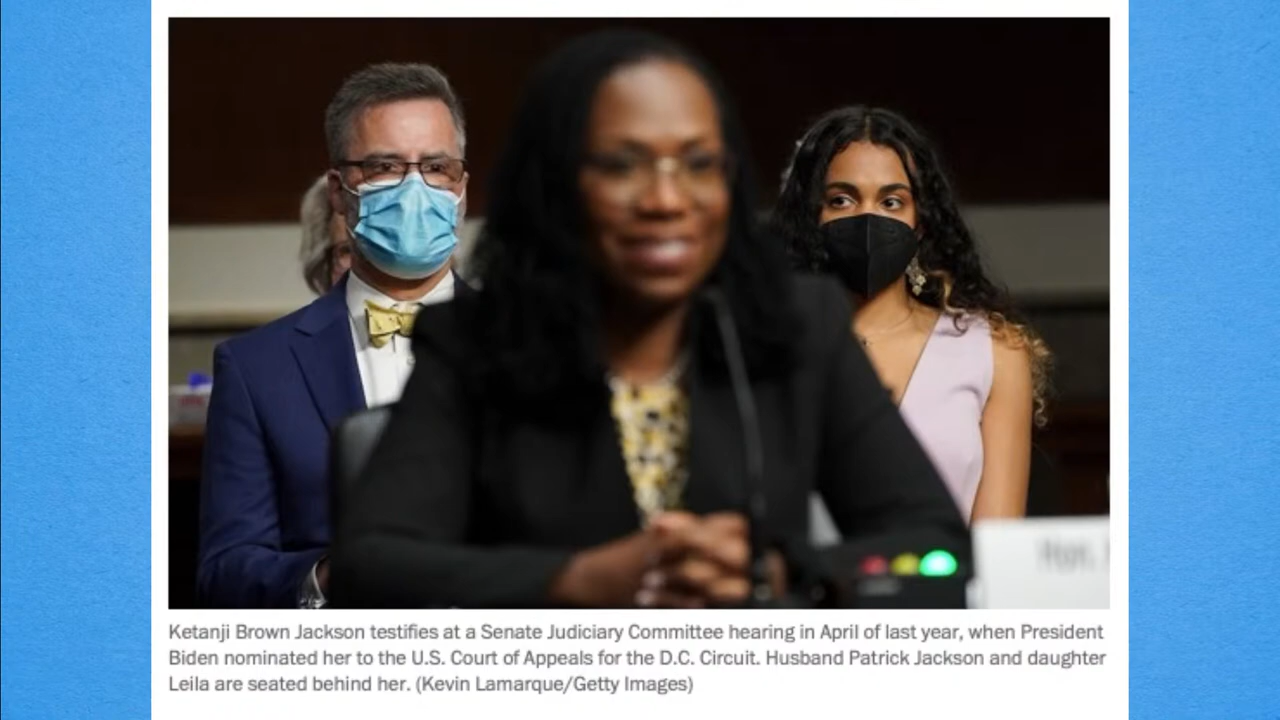 Hon.
Ketanji Brown Jackson testifies at a Senate Judiciary Committee hearing in April of last year, when President
Biden nominated her to the U.S. Court of Appeals for the D.C. Circuit. Husband Patrick Jackson and daughter
Leila are seated behind her. (Kevin Lamarque/Getty Images)